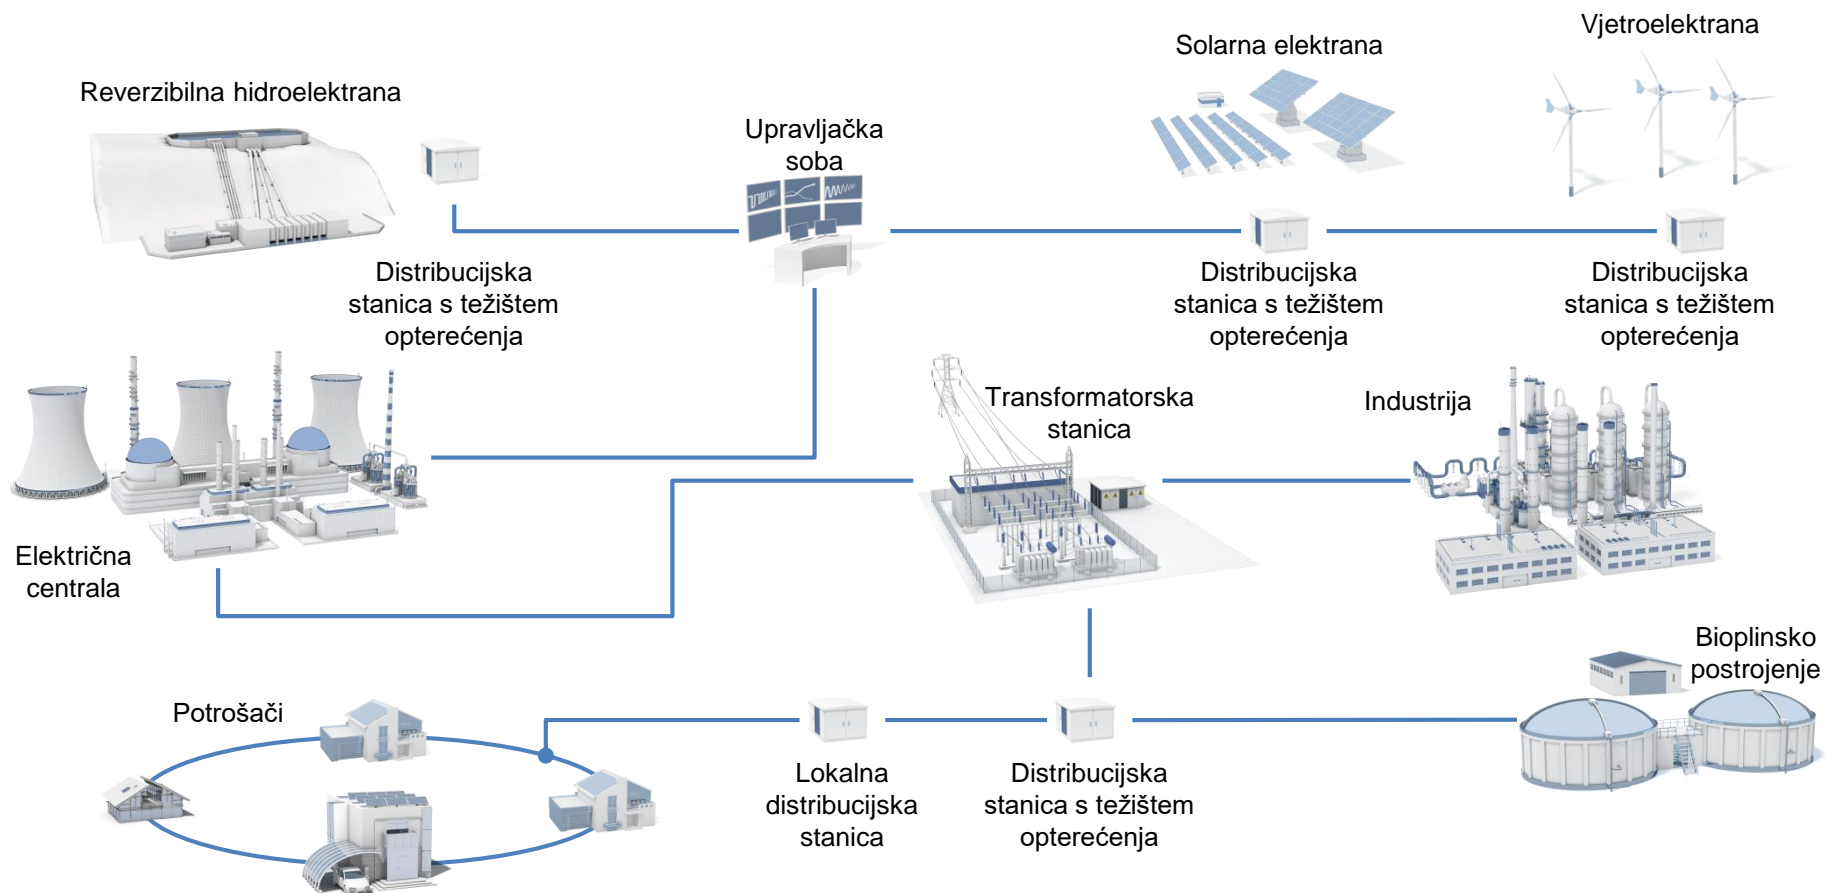 Vjetroelektrana
Solarna elektrana
Reverzibilna hidroelektrana
Upravljačka
soba
Distribucijska
stanica s težištem
opterećenja
Distribucijska
stanica s težištem
opterećenja
Distribucijska
stanica s težištem
opterećenja
Transformatorska
stanica
Industrija
Električna
centrala
Bioplinsko
postrojenje
Potrošači
Lokalna
distribucijska
stanica
Distribucijska
stanica s težištem
opterećenja